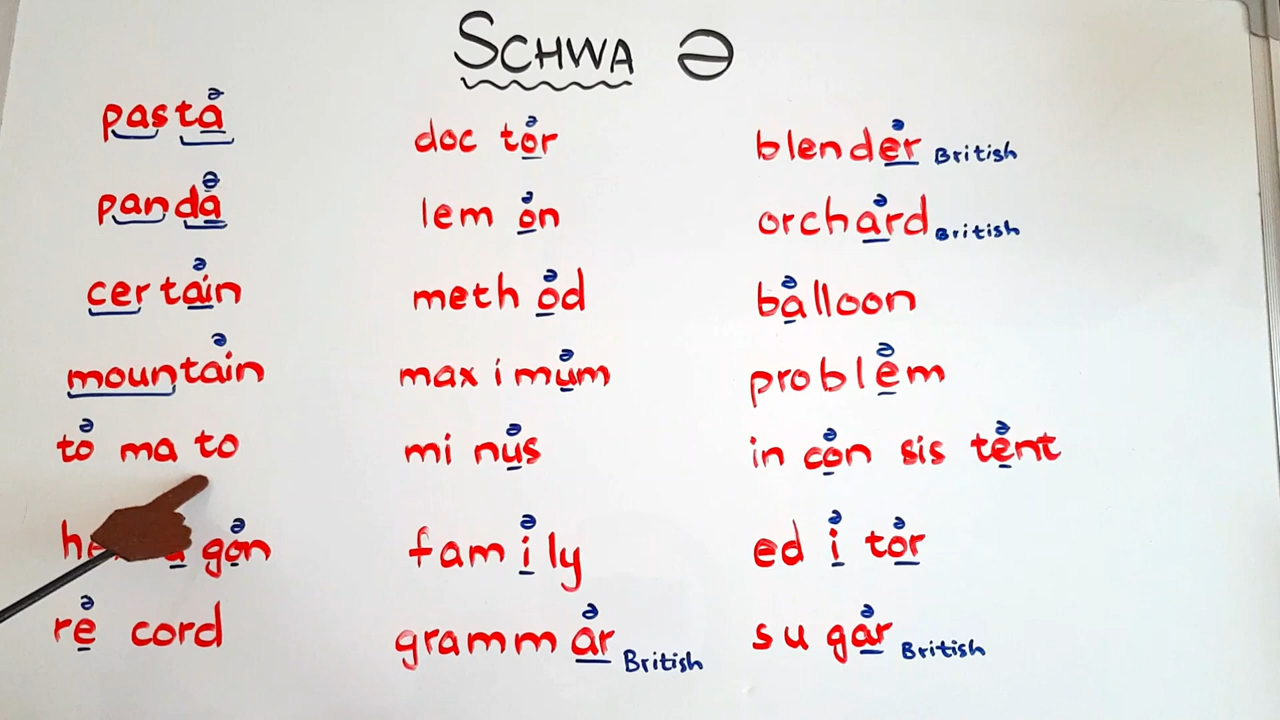 SCHWA ə
ə
pasta
ə
panda
ə
certain
ə
mountain
ə
to ma to
ə
gon
ə
re cord
ə
doc tor
ə
lem on
ə
meth od
ə
max i mum
ə
mi nus
ə
fam i ly
ə
gramm ar British
ə
blender British
ə
orchard British
ə
balloon
ə
problem
ə ə
in con sis tent
ə ə
ed i tor
ə
su gar British